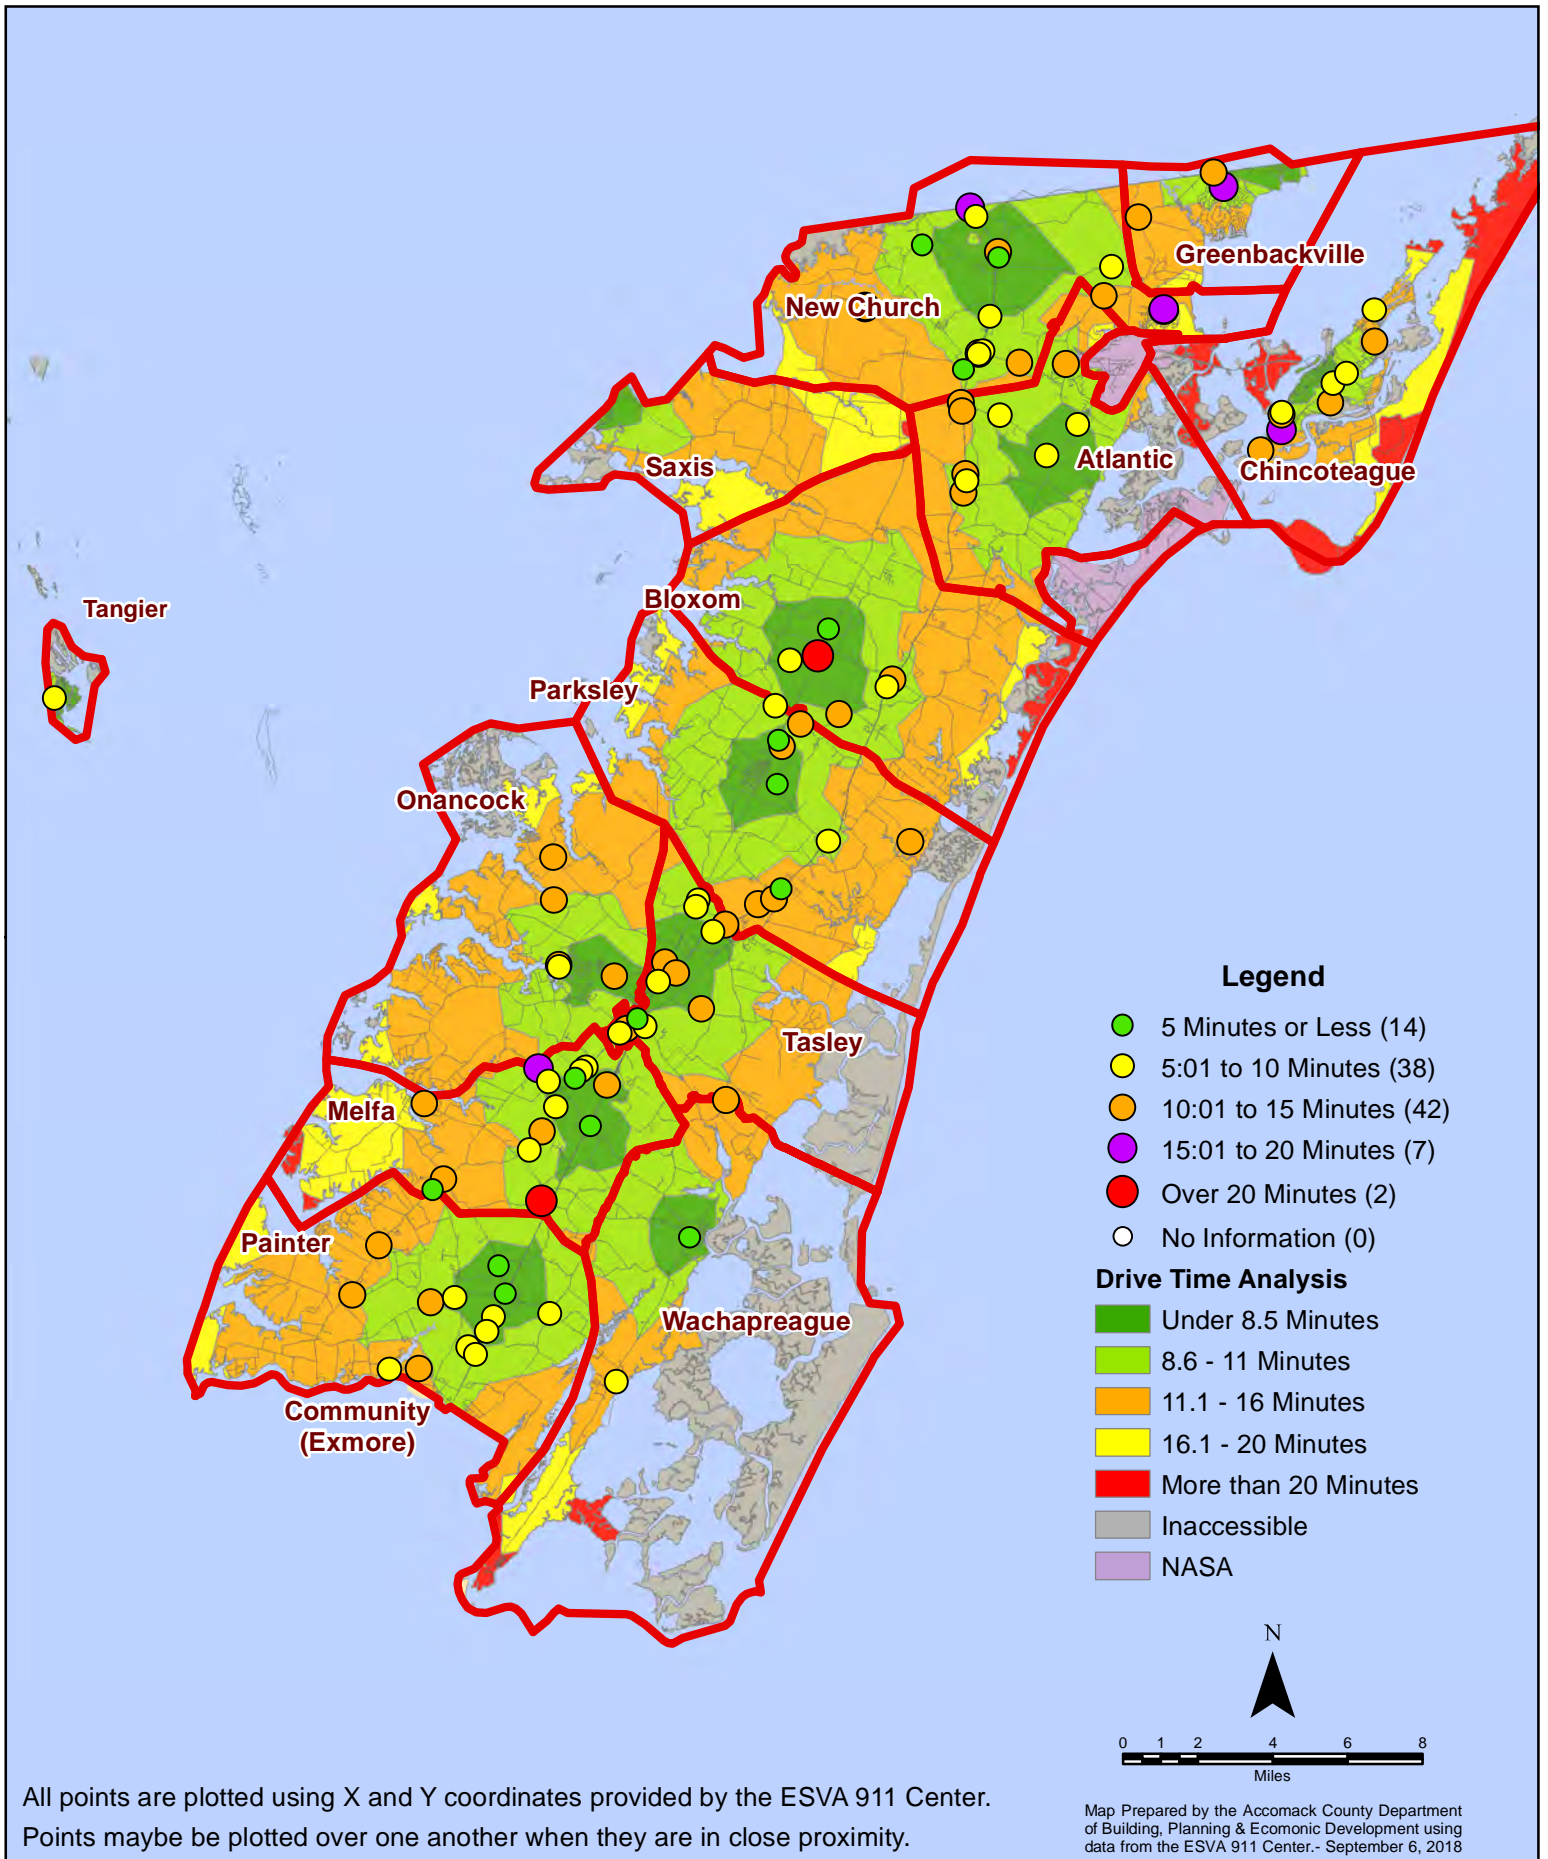 Greenbackville
New Church
Saxis
Atlantic
Chincoteague
Tangier
Bloxom
Parksley
Onancock
Tasley
Melfa
Painter
Wachapreague
Community
(Exmore)
Legend
5 Minutes or Less (14)
5:01 to 10 Minutes (38)
10:01 to 15 Minutes (42)
15:01 to 20 Minutes (7)
Over 20 Minutes (2)
No Information (0)
Drive Time Analysis
Under 8.5 Minutes
8.6 - 11 Minutes
11.1 - 16 Minutes
16.1 - 20 Minutes
More than 20 Minutes
Inaccessible
NASA
N
0 1 2 4 6 8
Miles
All points are plotted using X and Y coordinates provided by the ESVA 911 Center.
Points maybe be plotted over one another when they are in close proximity.
Map Prepared by the Accomack County Department
of Building, Planning & Ecomonic Development using
data from the ESVA 911 Center.- September 6, 2018